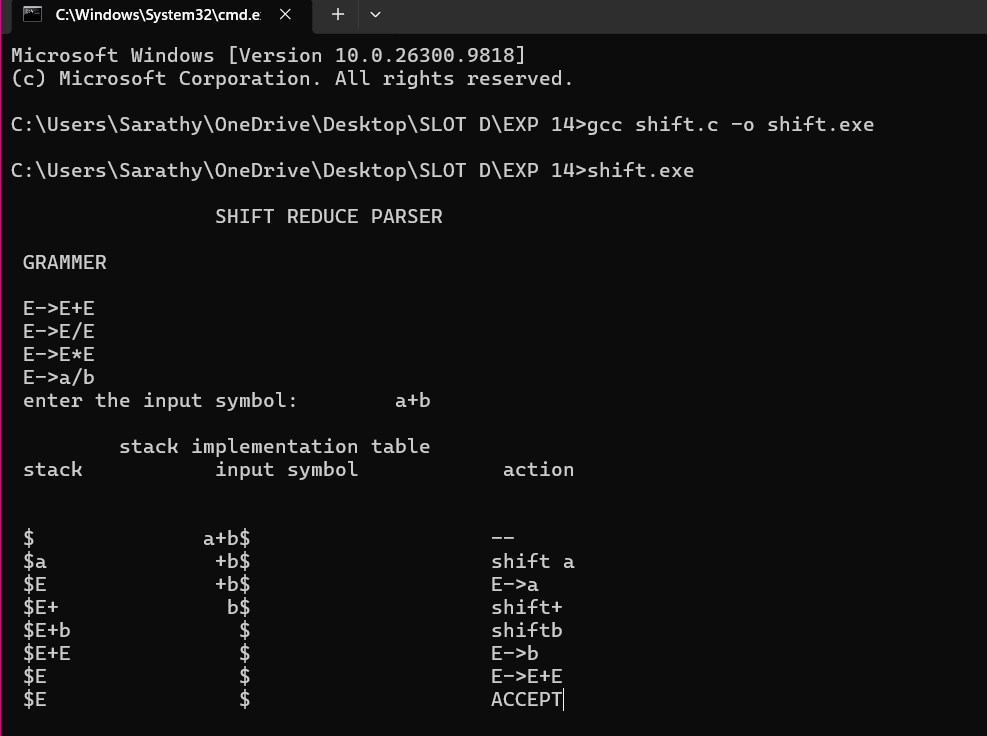 C:\Windows\System32\cmd.e
Microsoft Windows [Version 10.0.26300.9818]
(c) Microsoft Corporation. All rights reserved.
C:\Users\Sarathy\OneDrive\Desktop\SLOT D\EXP 14>gcc shift.c -o shift.exe
C:\Users\Sarathy\OneDrive\Desktop\SLOT D\EXP 14>shift.exe
SHIFT REDUCE PARSER
GRAMMER
E->E+E
E->E/E
E->E*E
E->a/b
enter the input symbol: a+b
stack implementation table
stack input symbol action
$ a+b$ --
$a +b$ shift a
$E +b$ E->a
$E+ b$ shift+
$E+b $ shiftb
$E+E $ E->b
$E $ E->E+E
$E $ ACCEPT